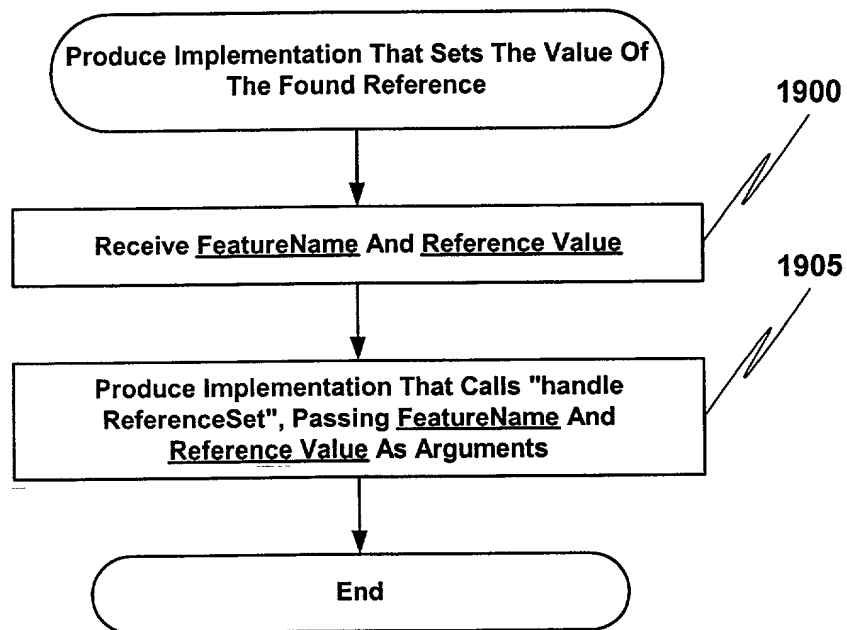 Produce Implementation That Sets The Value Of
The Found Reference
1900
Receive FeatureName And Reference Value
1905
Produce Implementation That Calls "handle
ReferenceSet", Passing FeatureName And
Reference Value As Arguments
End